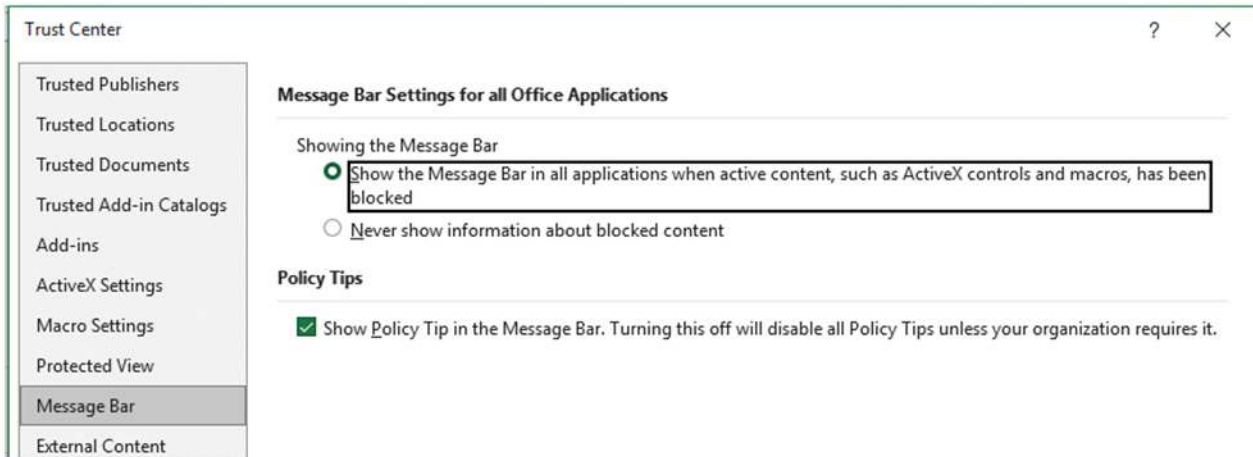 Trust Center
?
Trusted Publishers
Trusted Locations
Trusted Documents
Trusted Add-in Catalogs
Add-ins
ActiveX Settings
Macro Settings
Protected View
Message Bar
External Content
Message Bar Settings for all Office Applications
Showing the Message Bar
Show the Message Bar in all applications when active content, such as ActiveX controls and macros, has been
blocked
Never show information about blocked content
Policy Tips
Show Policy Tip in the Message Bar. Turning this off will disable all Policy Tips unless your organization requires it.